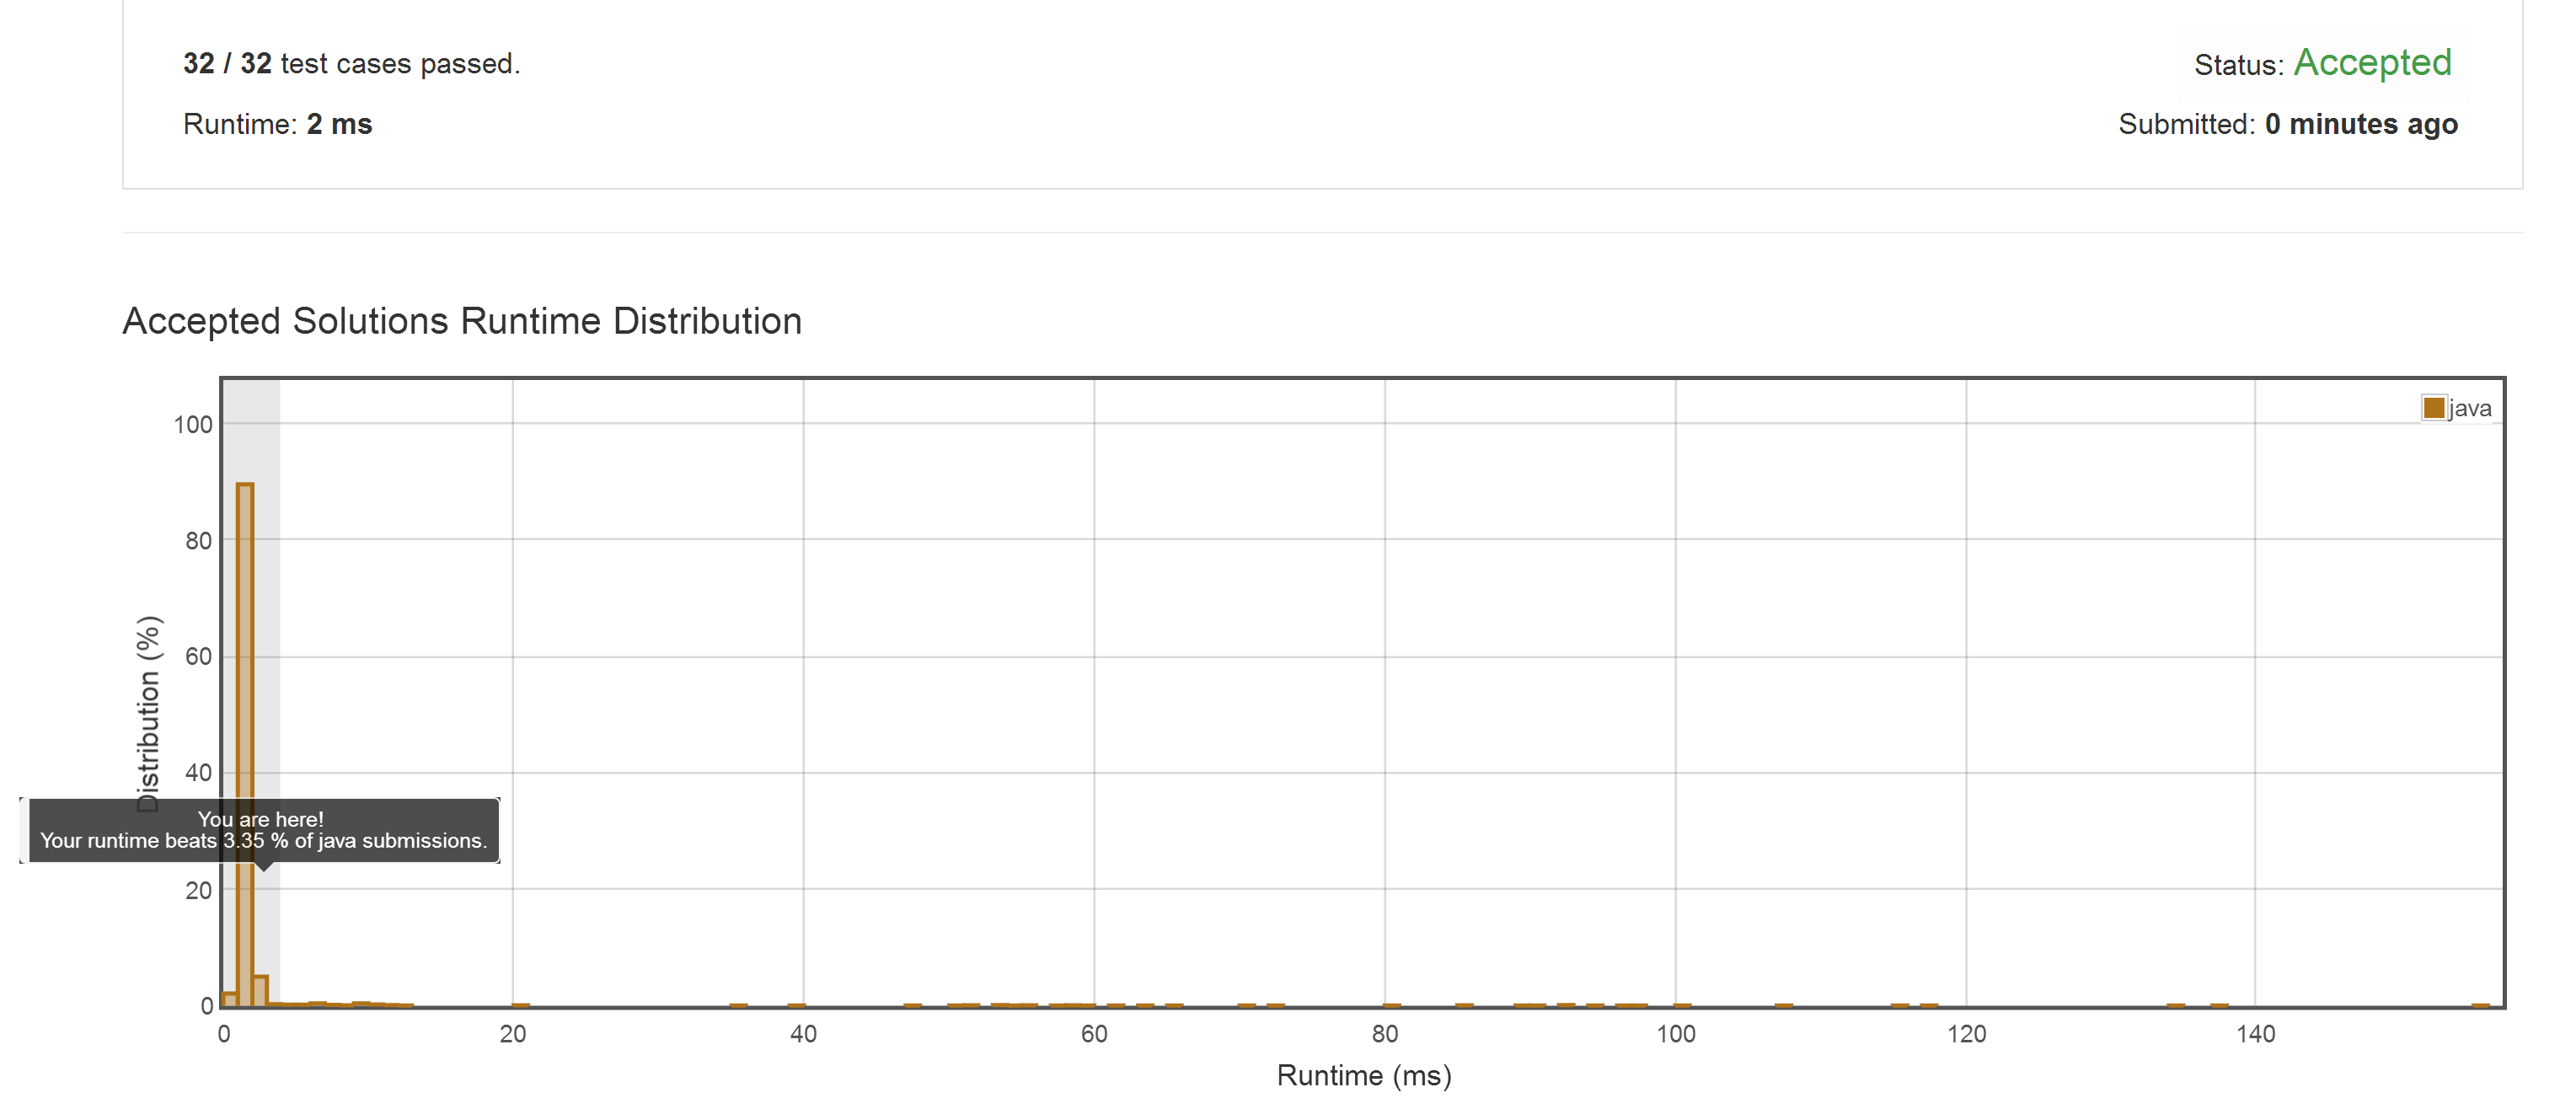 32 / 32 test cases passed.
Status: Accepted
Runtime: 2 ms
Submitted: 0 minutes ago
Accepted Solutions Runtime Distribution
java
Distribution (%)
100
80
60
40
20
0
You are here!
Your runtime beats 3.35 % of java submissions.
0 20 40 60 80 100 120 140
Runtime (ms)